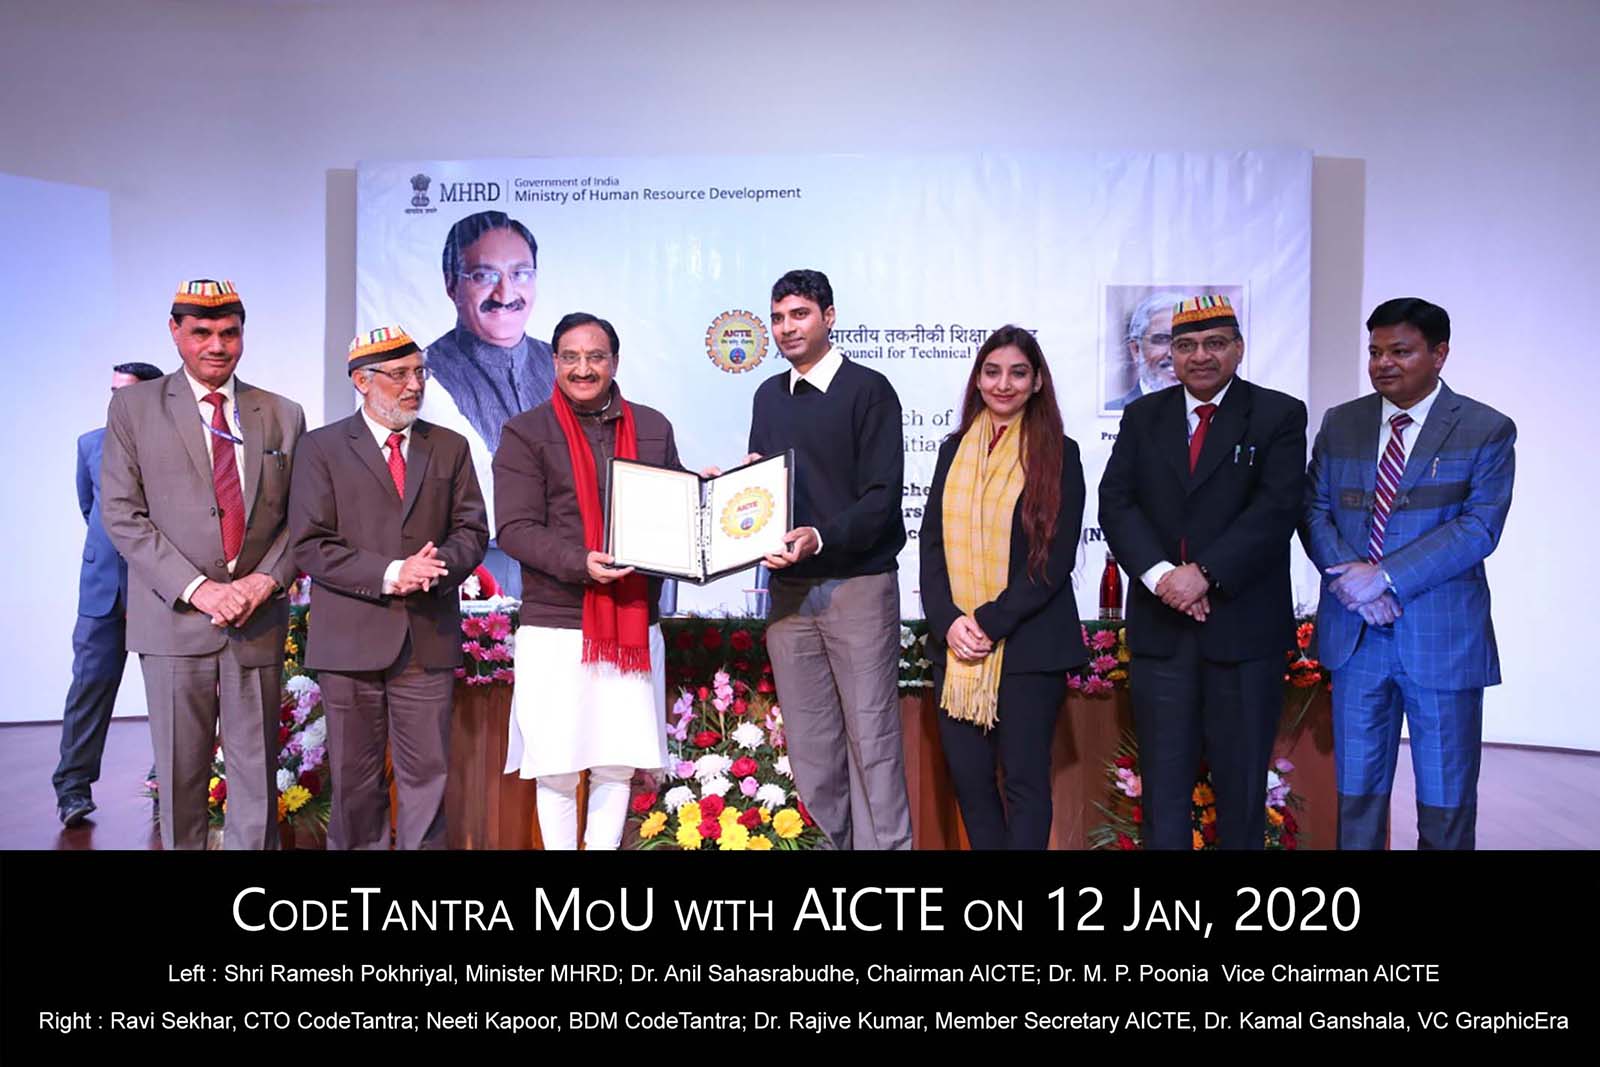 MHRD
Government of India
Ministry of Human Resource Development
AICTE
भारतीय तकनीकी शिक्षा
Council for Technical
of
AICTE
CodeTantra MoU with AICTE on 12 Jan, 2020
Left : Shri Ramesh Pokhriyal, Minister MHRD; Dr. Anil Sahasrabudhe, Chairman AICTE; Dr. M. P. Poonia Vice Chairman AICTE
Right : Ravi Sekhar, CTO CodeTantra; Neeti Kapoor, BDM CodeTantra; Dr. Rajive Kumar, Member Secretary AICTE, Dr. Kamal Ganshala, VC GraphicEra